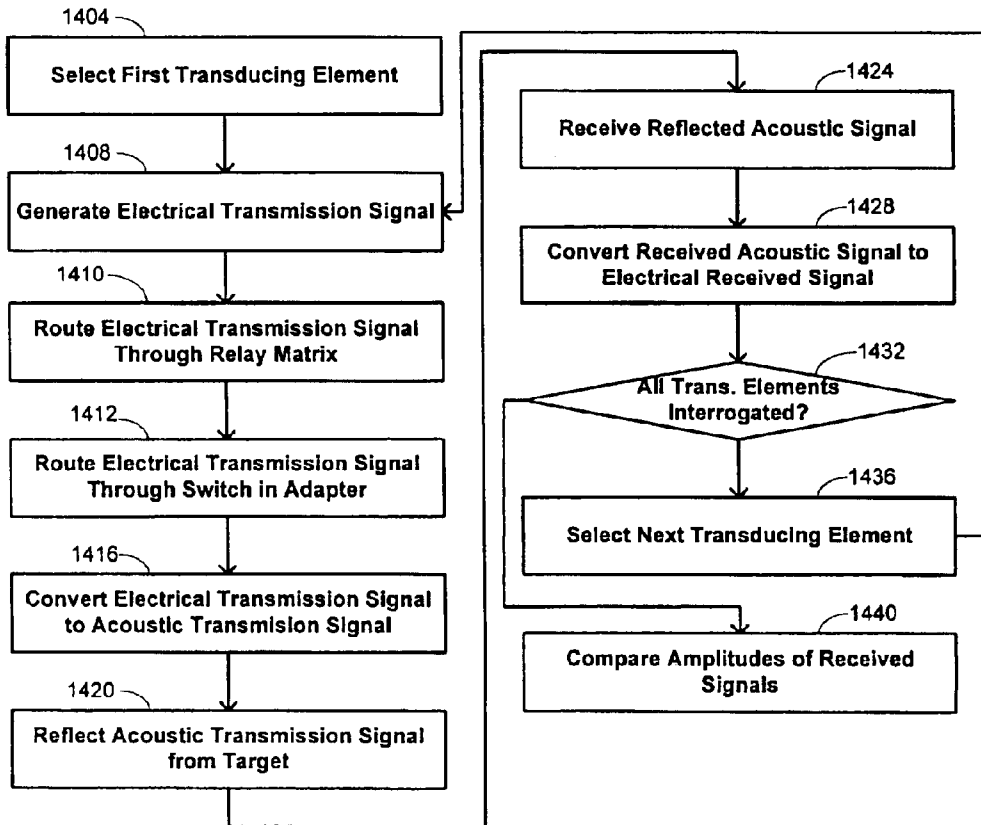 1404
Select First Transducing Element
1408
Generate Electrical Transmission Signal
1410
Route Electrical Transmission Signal
Through Relay Matrix
1412
Route Electrical Transmission Signal
Through Switch in Adapter
1416
Convert Electrical Transmission Signal
to Acoustic Transmision Signal
1420
Reflect Acoustic Transmission Signal
from Target
1424
Receive Reflected Acoustic Signal
1428
Convert Received Acoustic Signal to
Electrical Received Signal
1432
All Trans. Elements
Interrogated?
1436
Select Next Transducing Element
1440
Compare Amplitudes of Received
Signals